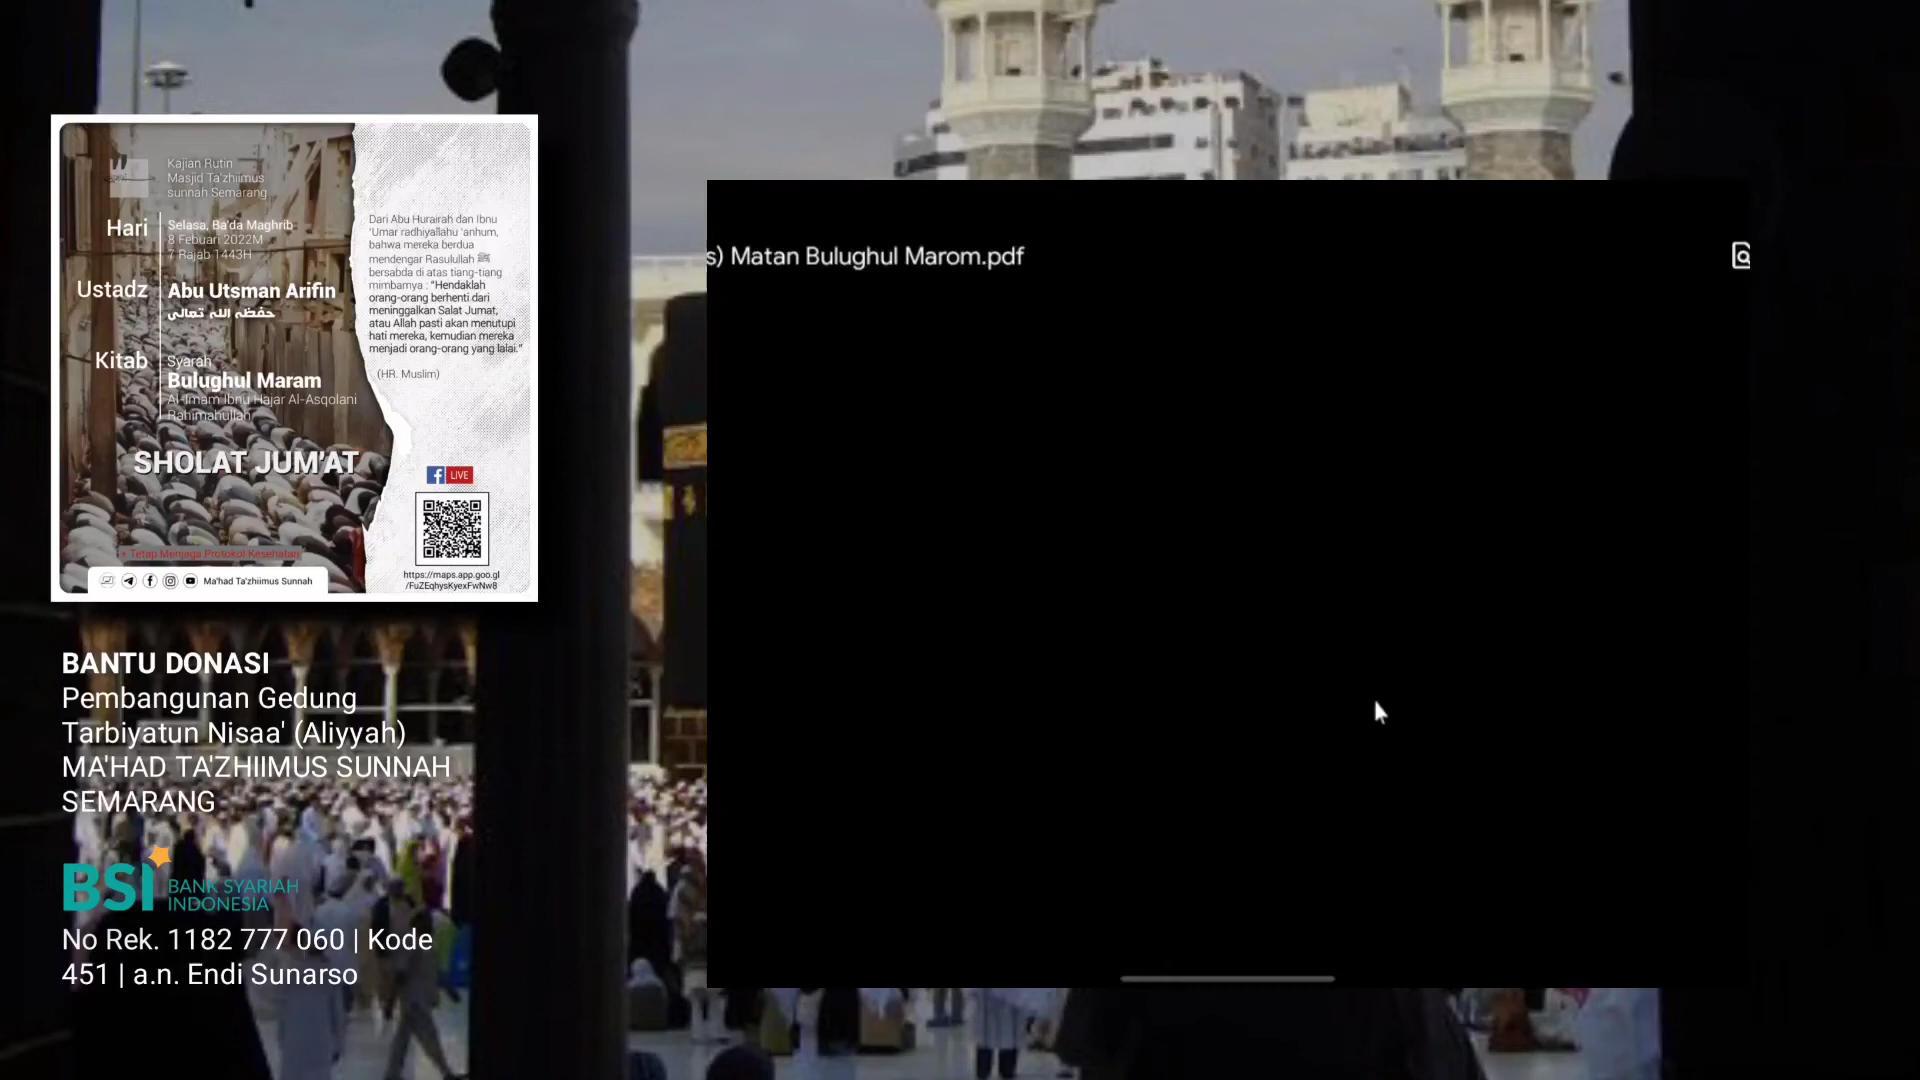 Kajian Rutin
Masjid Ta'zhiimus
sunnah Semarang
Hari
Selasa, Ba'da Maghrib
8 Febuari 2022M
7 Rajab 1443H
Ustadz
Abu Utsman Arifin
حفظه الله تعالى
Kitab
Syarah
Bulughul Maram
Al-Imam Ibnu Hajar Al-Asqolani
Rahimahullah
SHOLAT JUM'AT
* Tetap Menjaga Protokol Kesehatan
Ma'had Ta'zhiimus Sunnah
Dari Abu Hurairah dan Ibnu
'Umar radhiyallahu 'anhum,
bahwa mereka berdua
mendengar Rasulullah ﷺ
bersabda di atas tiang-tiang
mimbarnya : "Hendaklah
orang-orang berhenti dari
meninggalkan Salat Jumat,
atau Allah pasti akan menutupi
hati mereka, kemudian mereka
menjadi orang-orang yang lalai."
(HR. Muslim)
LIVE
https://maps.app.goo.gl
/FuZEqhysKyexFwNw8
s) Matan Bulughul Marom.pdf
BANTU DONASI
Pembangunan Gedung
Tarbiyatun Nisaa' (Aliyyah)
MA'HAD TA'ZHIIMUS SUNNAH
SEMARANG
BSI BANK SYARIAH
INDONESIA
No Rek. 1182 777 060 | Kode
451 | a.n. Endi Sunarso